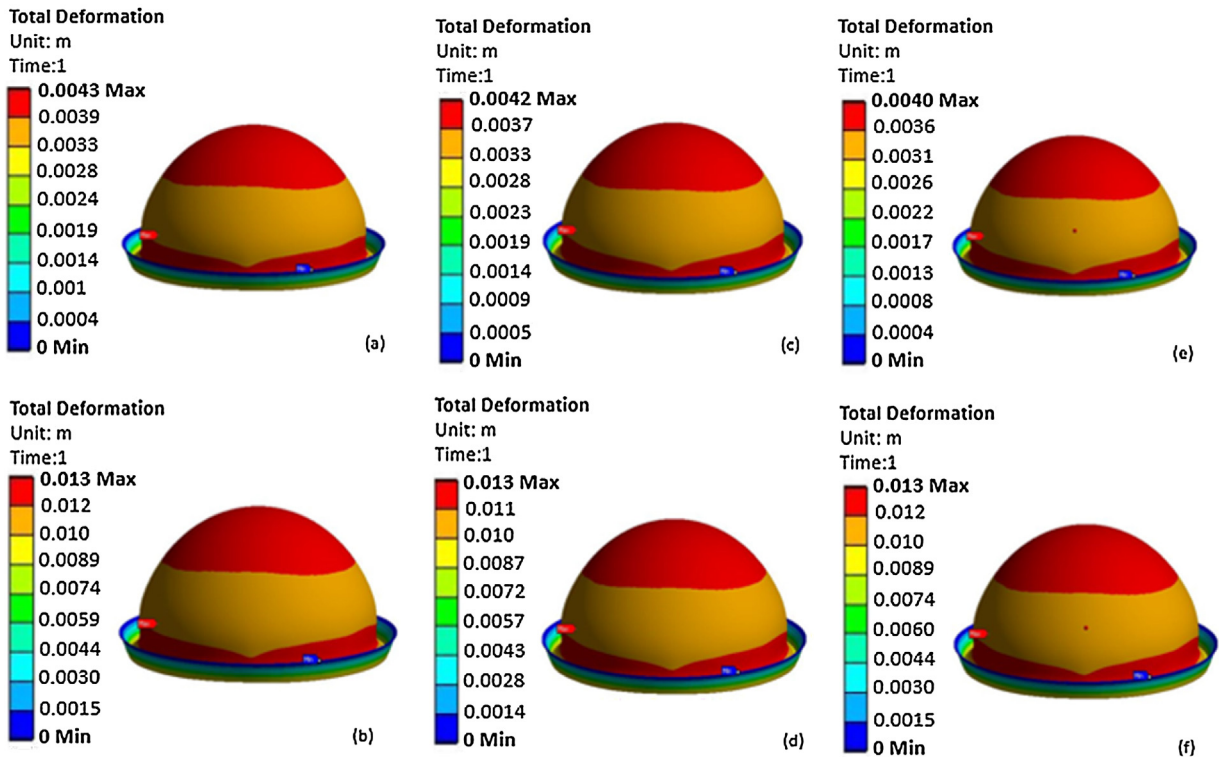 Total Deformation
Unit: m
Time:1
0.0043 Max
0.0039
0.0033
0.0028
0.0024
0.0019
0.0014
0.001
0.0004
0 Min
(a)
Total Deformation
Unit: m
Time:1
0.0042 Max
0.0037
0.0033
0.0028
0.0023
0.0019
0.0014
0.0009
0.0005
0 Min
(c)
Total Deformation
Unit: m
Time:1
0.0040 Max
0.0036
0.0031
0.0026
0.0022
0.0017
0.0013
0.0008
0.0004
0 Min
(e)
Total Deformation
Unit: m
Time:1
0.013 Max
0.012
0.010
0.0089
0.0074
0.0059
0.0044
0.0030
0.0015
0 Min
(b)
Total Deformation
Unit: m
Time:1
0.013 Max
0.011
0.010
0.0087
0.0072
0.0057
0.0043
0.0028
0.0014
0 Min
(d)
Total Deformation
Unit: m
Time:1
0.013 Max
0.012
0.010
0.0089
0.0074
0.0060
0.0044
0.0030
0.0015
0 Min
(f)